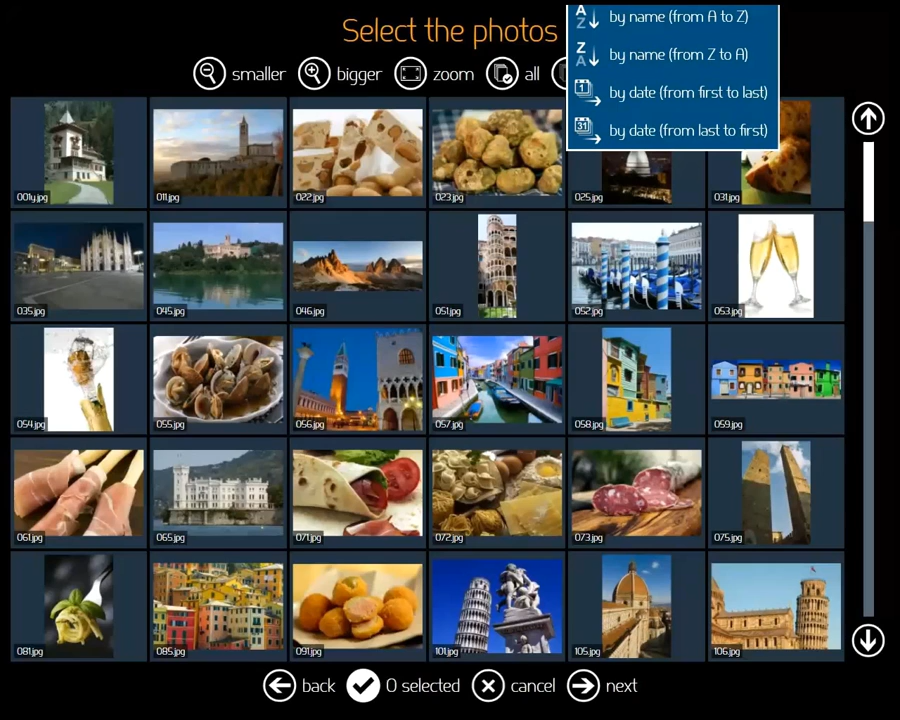 Select the photos
by name (from A to Z)
by name (from Z to A)
by date (from first to last)
by date (from last to first)
smaller bigger zoom all
001y.jpg 011.jpg 022.jpg 023.jpg 025.jpg 031.jpg
035.jpg 045.jpg 046.jpg 051.jpg 052.jpg 053.jpg
054.jpg 055.jpg 056.jpg 057.jpg 058.jpg 059.jpg
061.jpg 065.jpg 071.jpg 072.jpg 073.jpg 075.jpg
081.jpg 085.jpg 091.jpg 101.jpg 105.jpg 106.jpg
back 0 selected cancel next